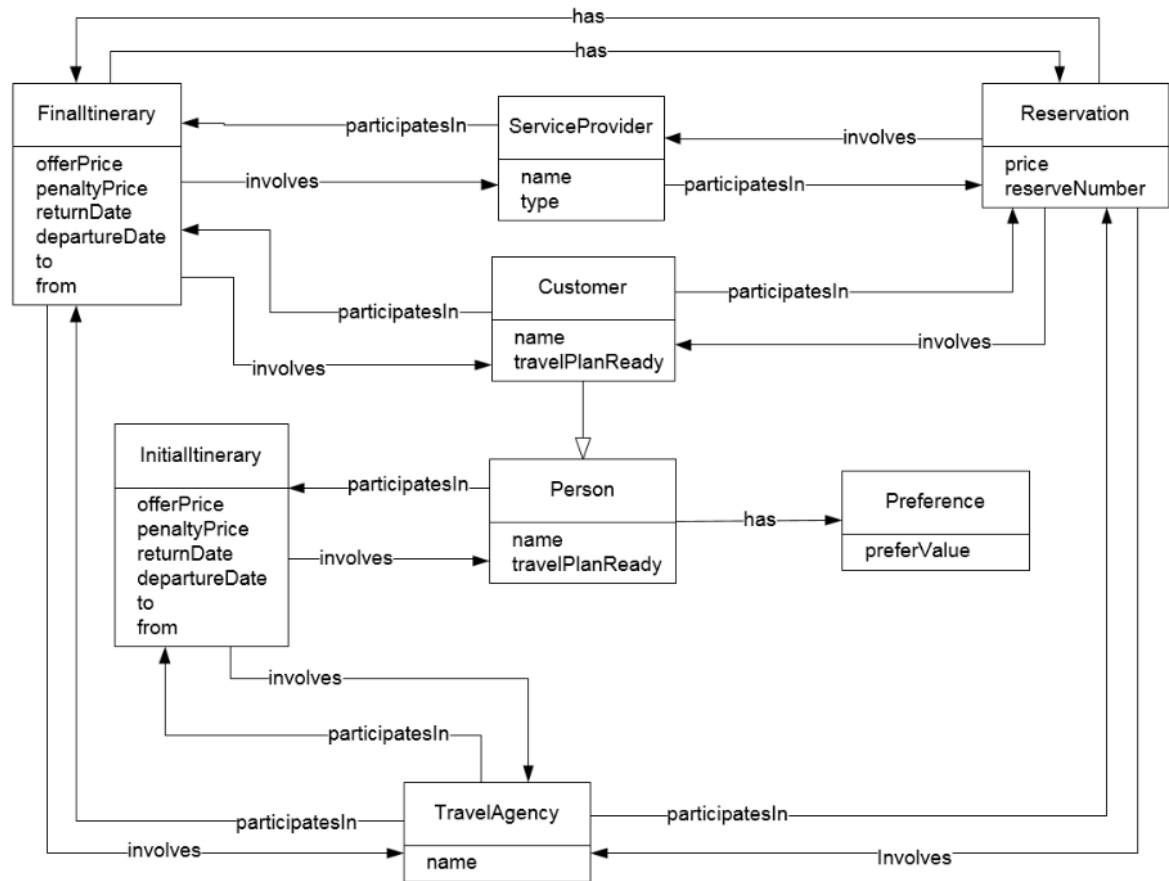 has
has
FinalItinerary
offerPrice
penaltyPrice
returnDate
departureDate
to
from
participatesIn
involves
ServiceProvider
name
type
involves
participatesIn
Reservation
price
reserveNumber
participatesIn
involves
Customer
name
travelPlanReady
participatesIn
involves
InitialItinerary
offerPrice
penaltyPrice
returnDate
departureDate
to
from
participatesIn
involves
Person
name
travelPlanReady
has
Preference
preferValue
involves
participatesIn
participatesIn
involves
TravelAgency
name
participatesIn
Involves